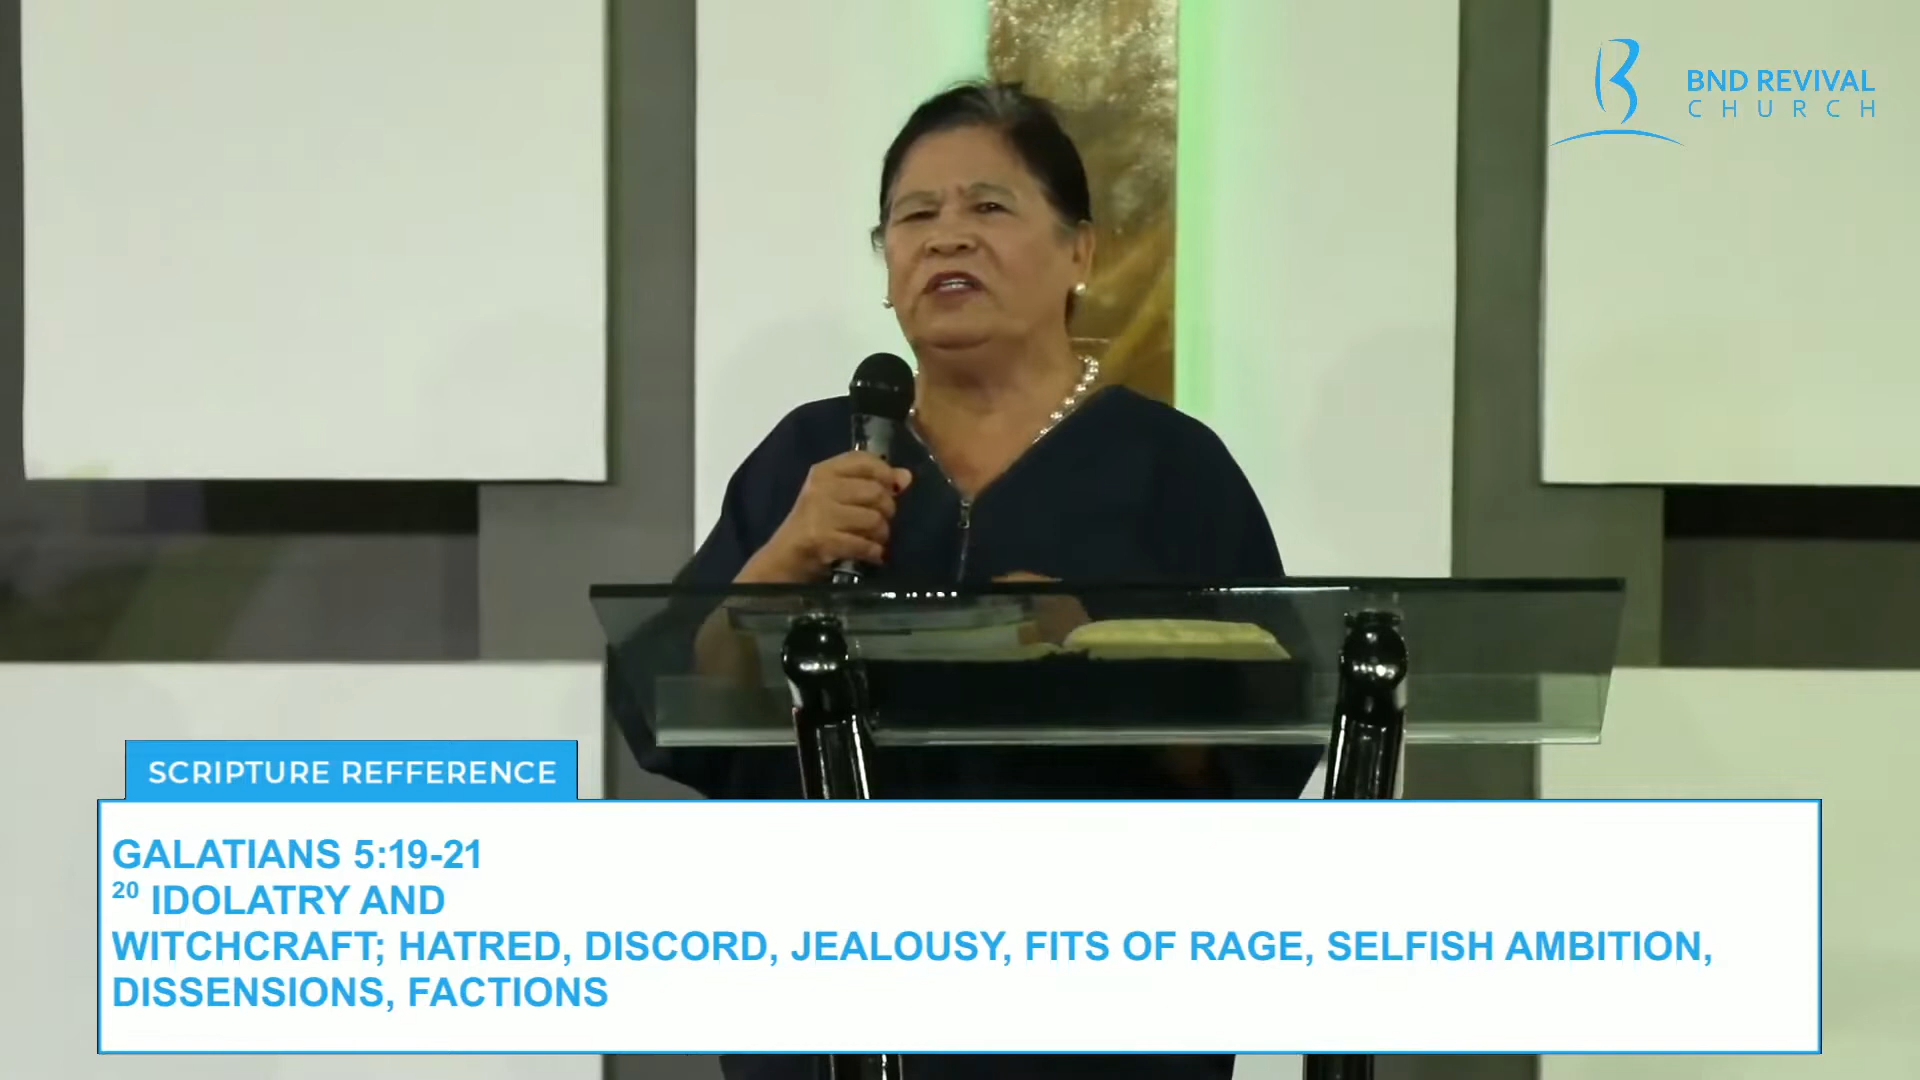 BND REVIVAL
CHURCH
SCRIPTURE REFFERENCE
GALATIANS 5:19-21
20 IDOLATRY AND
WITCHCRAFT; HATRED, DISCORD, JEALOUSY, FITS OF RAGE, SELFISH AMBITION,
DISSENSIONS, FACTIONS